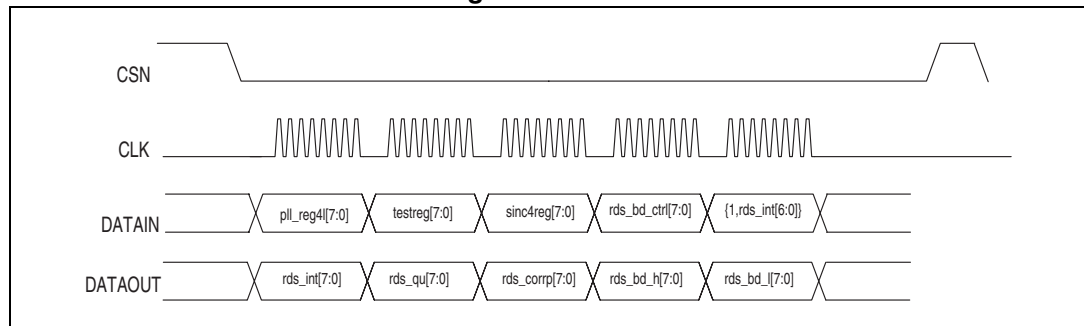 CSN
CLK
DATAIN pll_reg4l[7:0] testreg[7:0] sinc4reg[7:0] rds_bd_ctrl[7:0] {1,rds_int[6:0]}
DATAOUT rds_int[7:0] rds_qu[7:0] rds_corrp[7:0] rds_bd_h[7:0] rds_bd_l[7:0]